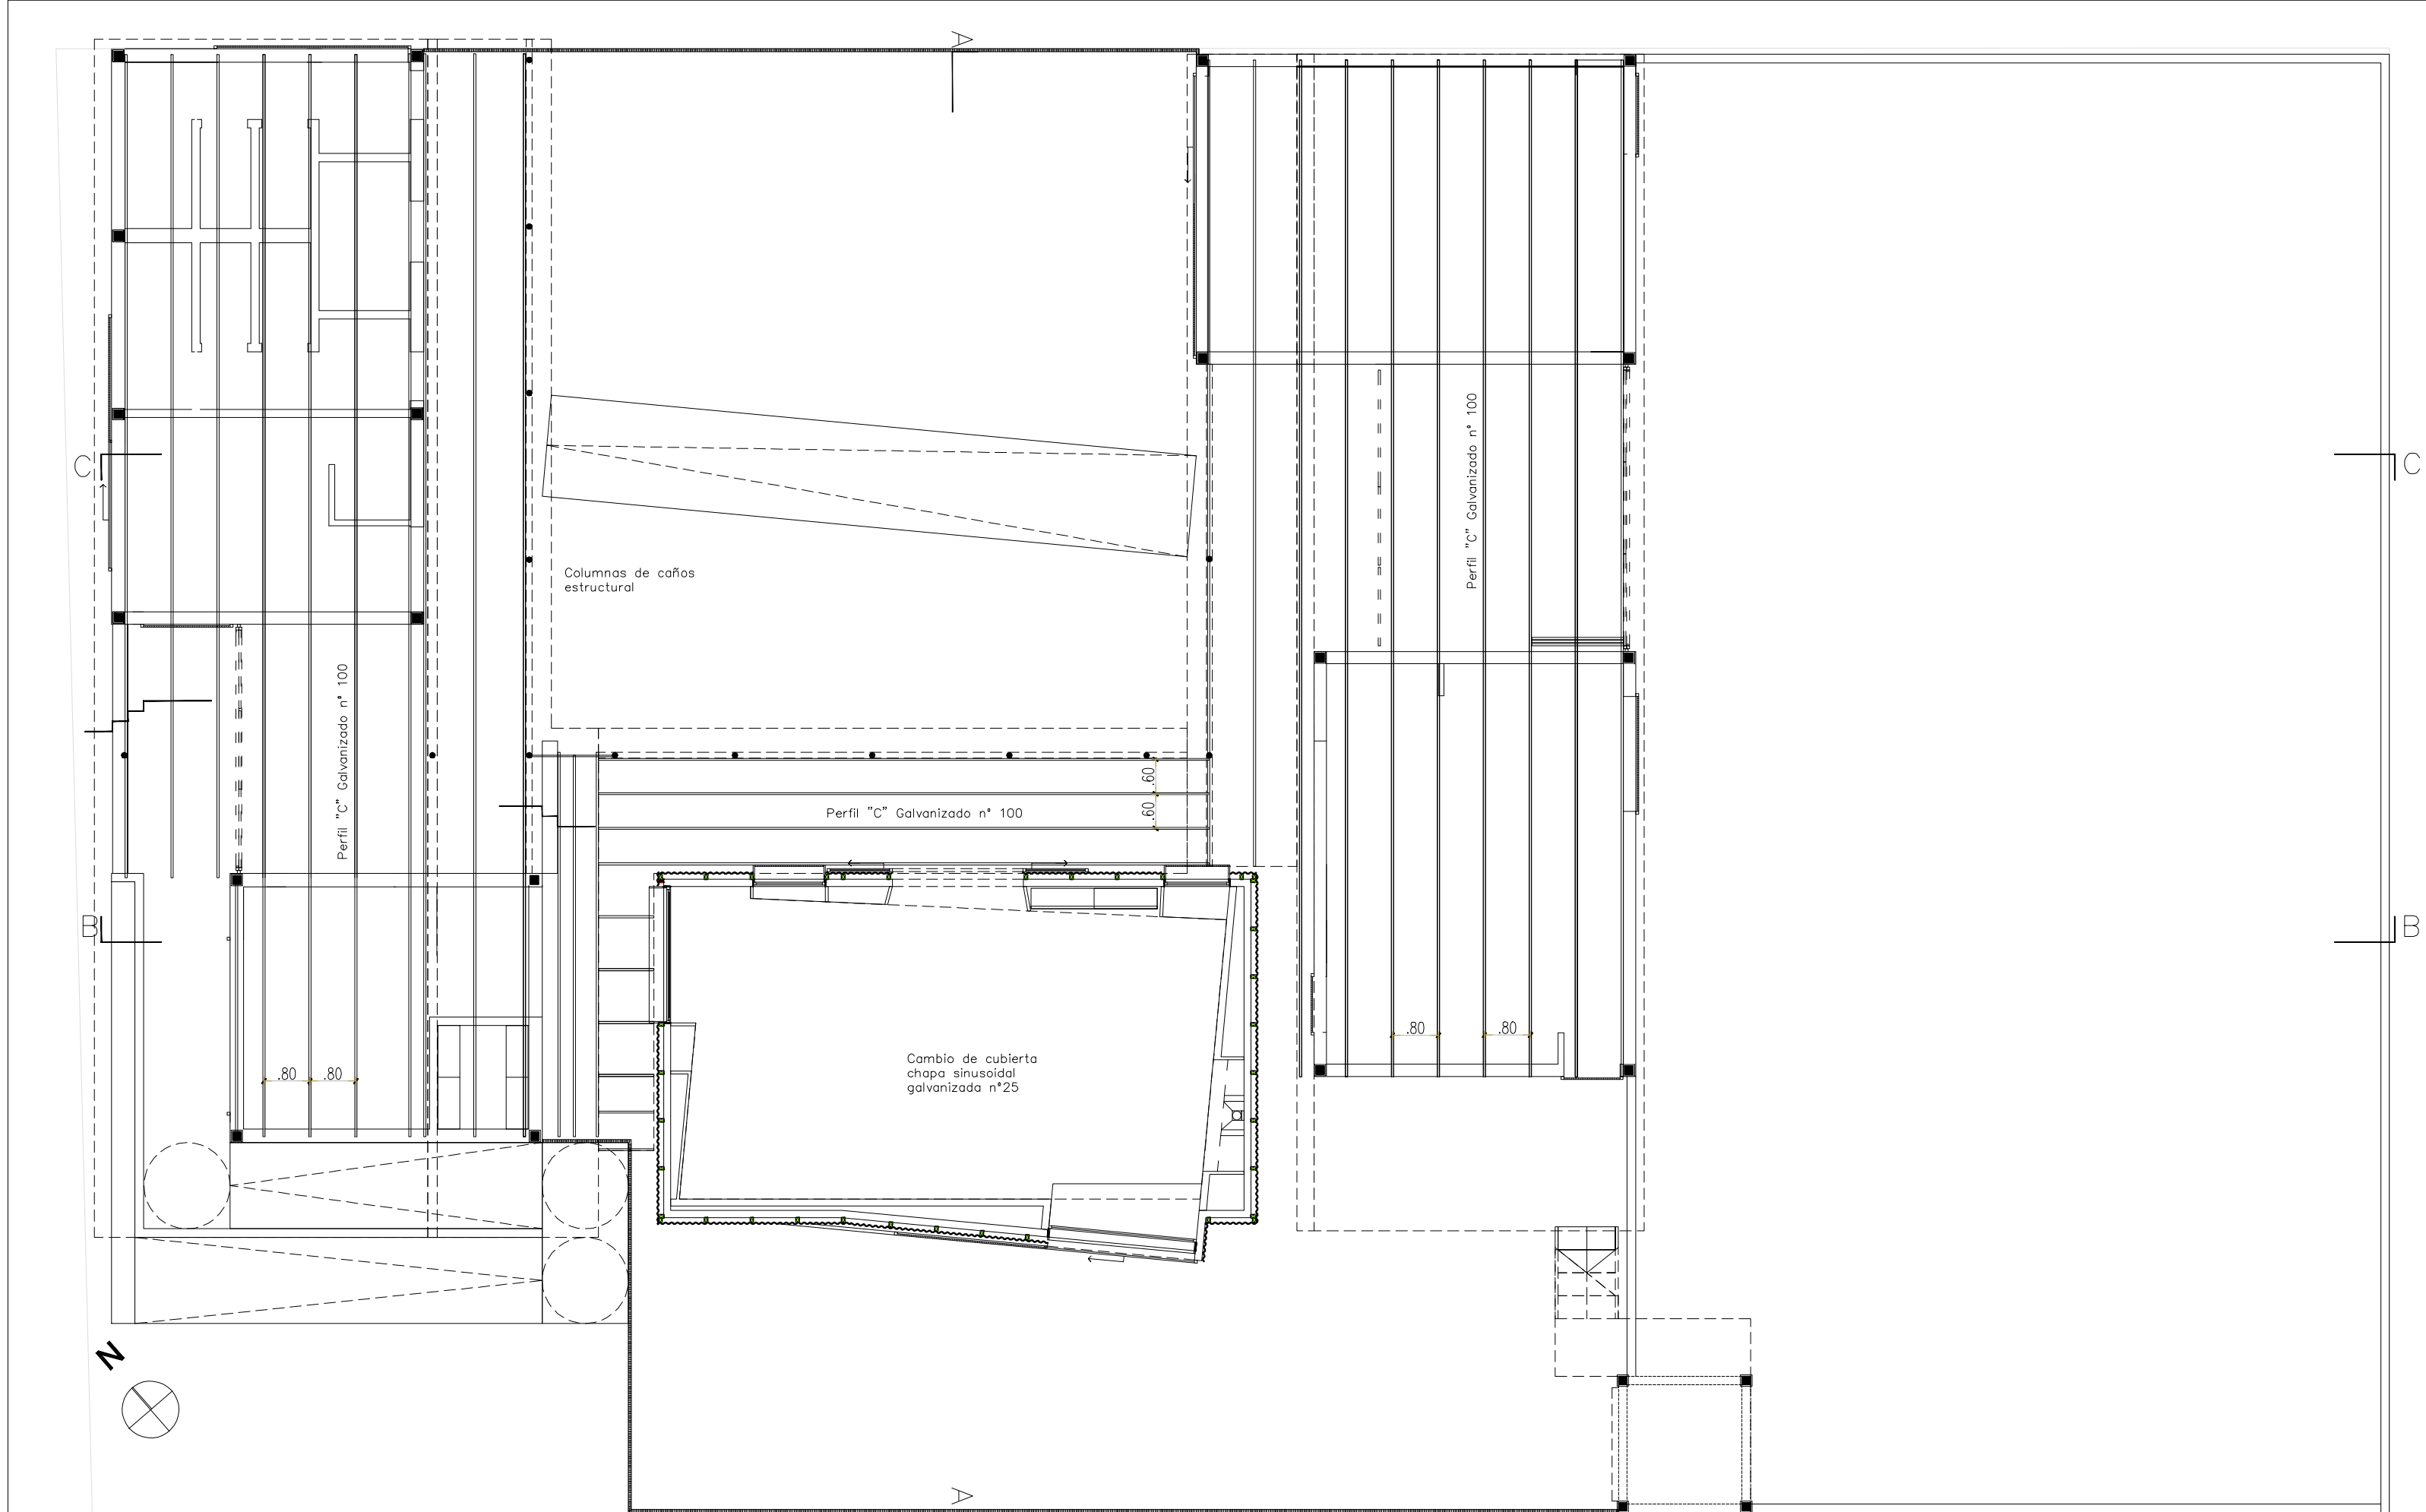 A
C
C
Perfil "C" Galvanizado n° 100
Columnas de caños
estructural
Perfil "C" Galvanizado n° 100
.60
.60
Perfil "C" Galvanizado n° 100
B
B
.80
.80
.80
.80
Cambio de cubierta
chapa sinusoidal
galvanizada n°25
N
A